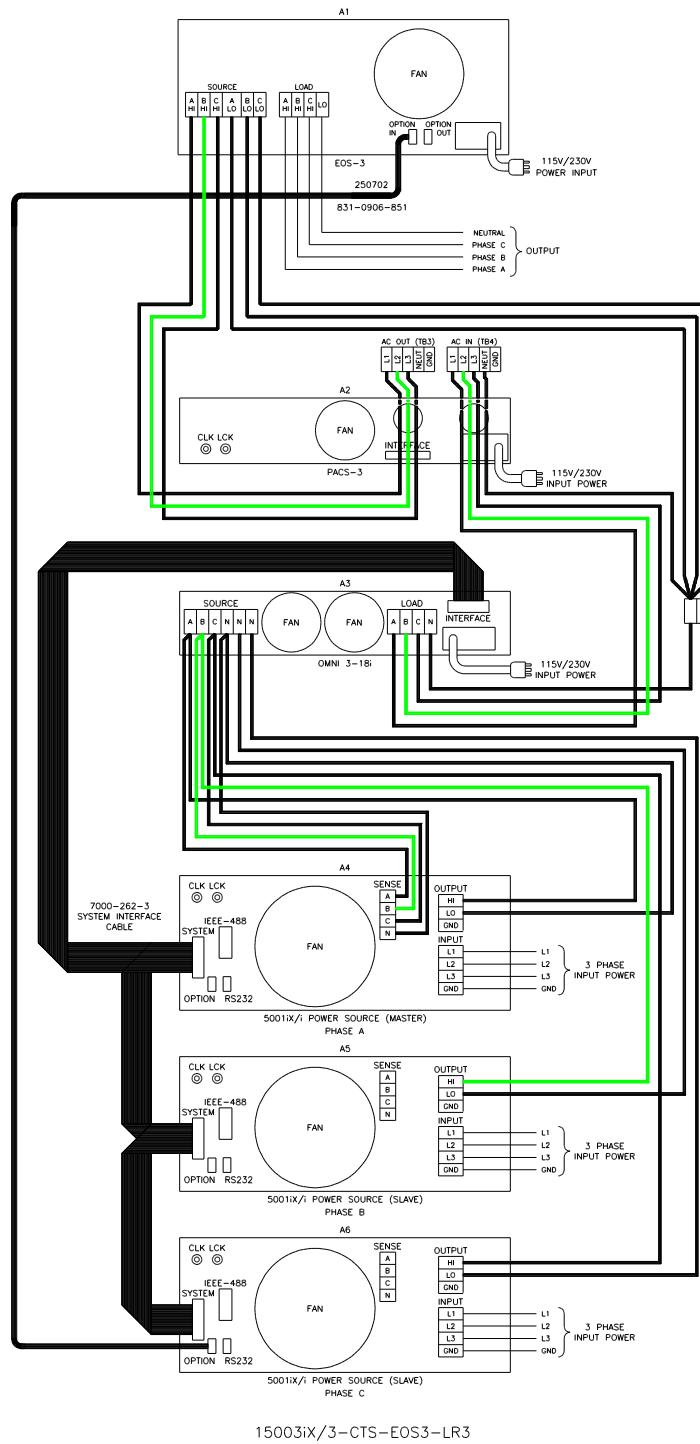 A1
FAN
SOURCE
LOAD
A HI
B HI
C HI
A LO
B LO
C LO
A HI
B HI
C HI
LO
OPTION IN
OPTION OUT
EOS-3
115V/230V
POWER INPUT
250702
831-0906-851
NEUTRAL
PHASE C
PHASE B
PHASE A
OUTPUT
AC OUT (TB3)
AC IN (TB4)
L1
L2
L3
NEUT
GND
L1
L2
L3
NEUT
GND
A2
FAN
CLK LCK
INTERFACE
PACS-3
115V/230V
INPUT POWER
A3
SOURCE
A B C N N N
FAN
FAN
LOAD
A B C N
INTERFACE
OMNI 3-18i
115V/230V
INPUT POWER
A4
7000-262-3
SYSTEM INTERFACE
CABLE
CLK LCK
IEEE-488
SYSTEM
OPTION RS232
FAN
SENSE
A
B
C
N
OUTPUT
HI
LO
GND
INPUT
L1 L1
L2 L2
L3 L3
GND GND
3 PHASE
INPUT POWER
5001iX/i POWER SOURCE (MASTER)
PHASE A
A5
CLK LCK
IEEE-488
SYSTEM
OPTION RS232
FAN
SENSE
A
B
C
N
OUTPUT
HI
LO
GND
INPUT
L1 L1
L2 L2
L3 L3
GND GND
3 PHASE
INPUT POWER
5001iX/i POWER SOURCE (SLAVE)
PHASE B
A6
CLK LCK
IEEE-488
SYSTEM
OPTION RS232
FAN
SENSE
A
B
C
N
OUTPUT
HI
LO
GND
INPUT
L1 L1
L2 L2
L3 L3
GND GND
3 PHASE
INPUT POWER
5001iX/i POWER SOURCE (SLAVE)
PHASE C
15003iX/3-CTS-EOS3-LR3